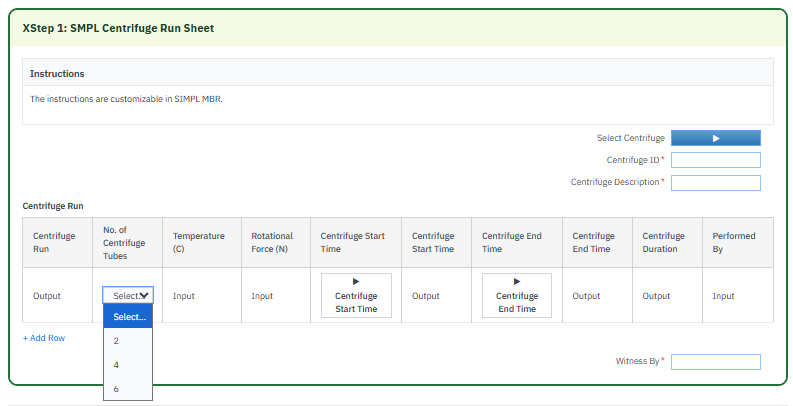 XStep 1: SMPL Centrifuge Run Sheet
Instructions
The instructions are customizable in SIMPL MBR.
Select Centrifuge
Centrifuge ID *
Centrifuge Description *
Centrifuge Run
Centrifuge
Run
No. of
Centrifuge
Tubes
Temperature
(C)
Rotational
Force (N)
Centrifuge Start
Time
Centrifuge
Start Time
Centrifuge End
Time
Centrifuge
End Time
Centrifuge
Duration
Performed
By
Output
Select...
Input
Input
Centrifuge
Start Time
Output
Centrifuge
End Time
Output
Output
Input
Select...
2
4
6
+ Add Row
Witness By *